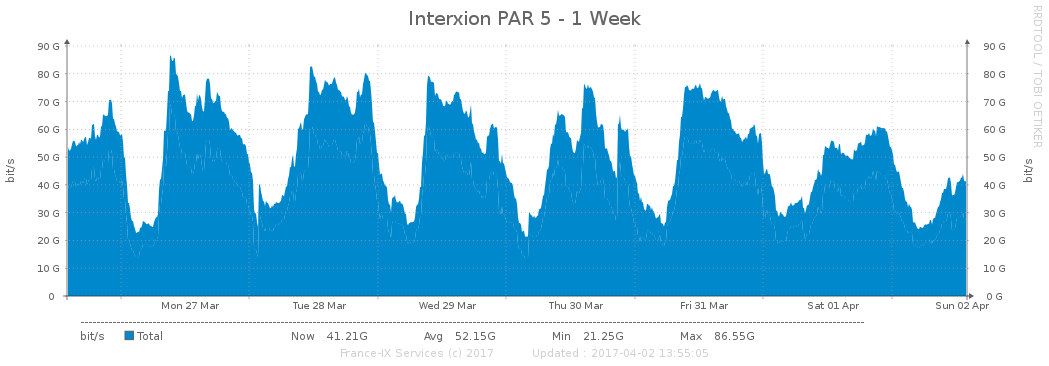 Interxion PAR 5 - 1 Week
RRDTOOL / TOBI OETIKER
90 G 90 G
80 G 80 G
70 G 70 G
60 G 60 G
50 G 50 G
40 G 40 G
30 G 30 G
20 G 20 G
10 G 10 G
0 0 G
bit/s bit/s
Mon 27 Mar Tue 28 Mar Wed 29 Mar Thu 30 Mar Fri 31 Mar Sat 01 Apr Sun 02 Apr
bit/s Total Now 41.21G Avg 52.15G Min 21.25G Max 86.55G
France-IX Services (c) 2017 Updated : 2017-04-02 13:55:05